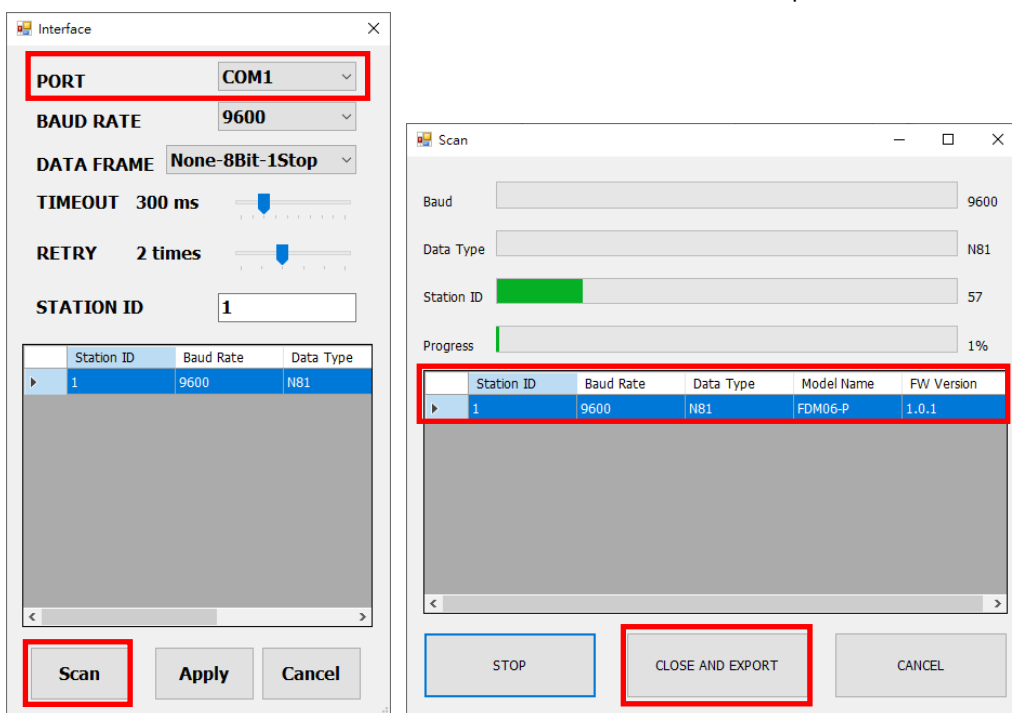 Interface
PORT COM1
BAUD RATE 9600
DATA FRAME None-8Bit-1Stop
TIMEOUT 300 ms
RETRY 2 times
STATION ID 1
Station ID Baud Rate Data Type
1 9600 N81
Scan Apply Cancel
Scan
Baud 9600
Data Type N81
Station ID 57
Progress 1%
Station ID Baud Rate Data Type Model Name FW Version
1 9600 N81 FDM06-P 1.0.1
STOP CLOSE AND EXPORT CANCEL